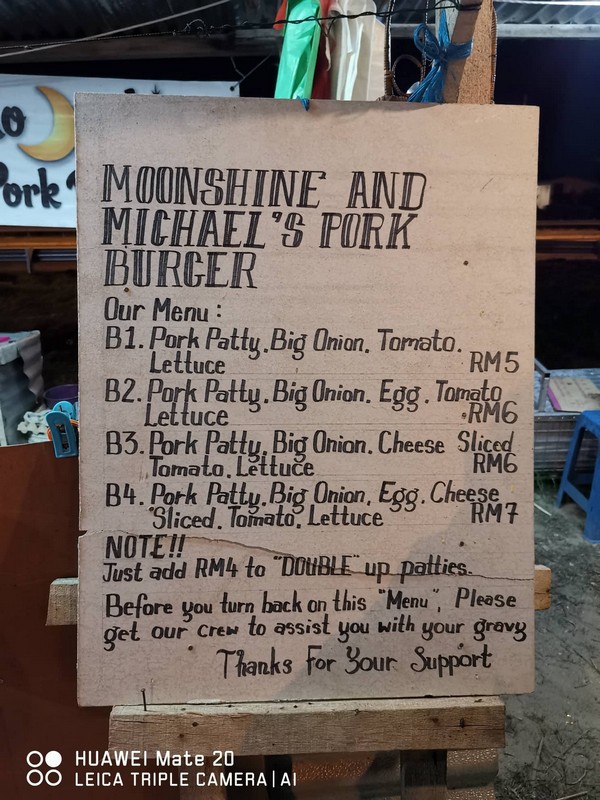 MOONSHINE AND
MICHAEL'S PORK
BURGER
Our Menu :
B1. Pork Patty, Big Onion, Tomato,
Lettuce RM5
B2. Pork Patty, Big Onion, Egg, Tomato
Lettuce RM6
B3. Pork Patty, Big Onion, Cheese Sliced
Tomato, Lettuce RM6
B4. Pork Patty, Big Onion, Egg, Cheese
Sliced, Tomato, Lettuce RM7
NOTE!!
Just add RM4 to "DOUBLE" up patties.
Before you turn back on this "Menu", Please
get our crew to assist you with your gravy
Thanks For Your Support
Pork
HUAWEI Mate 20
LEICA TRIPLE CAMERA | AI